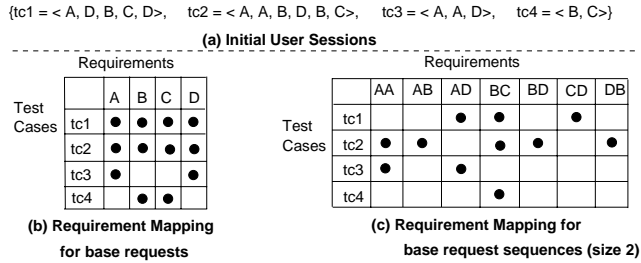 {tc1 = < A, D, B, C, D>, tc2 = < A, A, B, D, B, C>, tc3 = < A, A, D>, tc4 = < B, C>}
(a) Initial User Sessions
Requirements
A B C D
Test Cases
tc1
tc2
tc3
tc4
(b) Requirement Mapping
for base requests
Requirements
AA AB AD BC BD CD DB
Test Cases
tc1
tc2
tc3
tc4
(c) Requirement Mapping for
base request sequences (size 2)